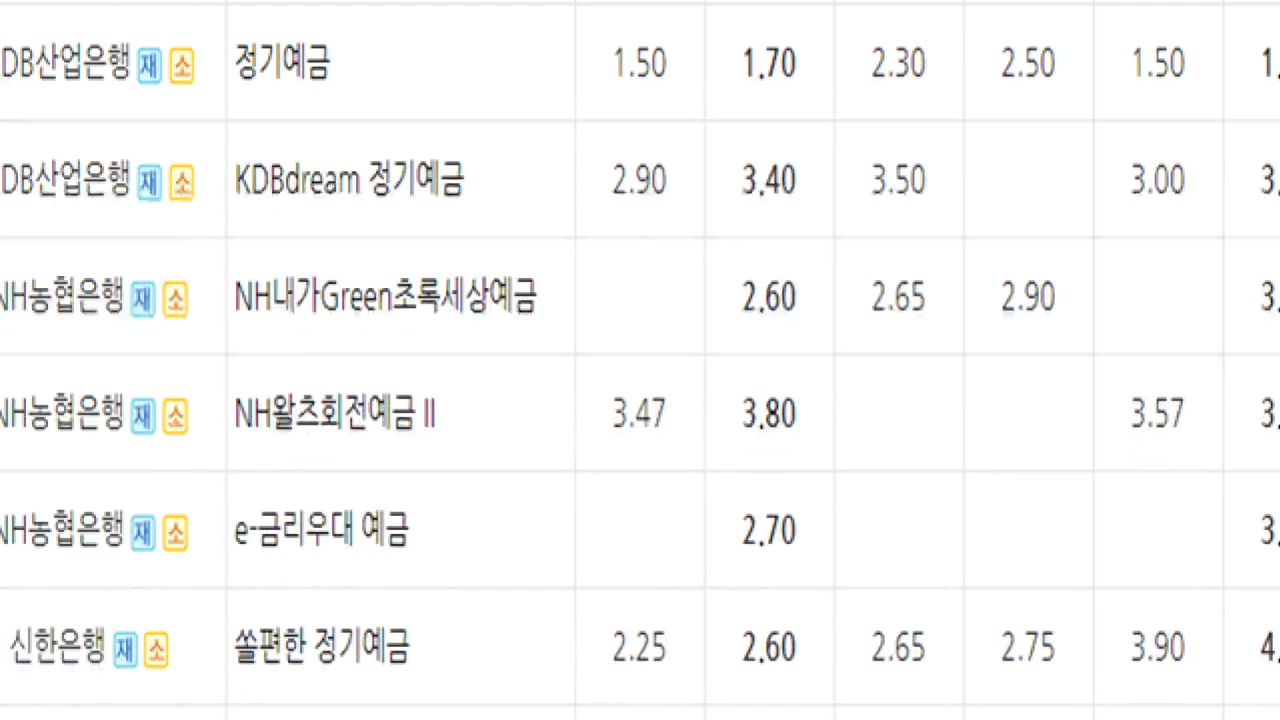 DB산업은행 재 소 정기예금 1.50 1.70 2.30 2.50 1.50 1.
DB산업은행 재 소 KDBdream 정기예금 2.90 3.40 3.50 3.00 3.
NH농협은행 재 소 NH내가Green초록세상예금 2.60 2.65 2.90 3.
NH농협은행 재 소 NH왈츠회전예금 II 3.47 3.80 3.57 3.
NH농협은행 재 소 e-금리우대 예금 2.70 3.
신한은행 재 소 쏠편한 정기예금 2.25 2.60 2.65 2.75 3.90 4.